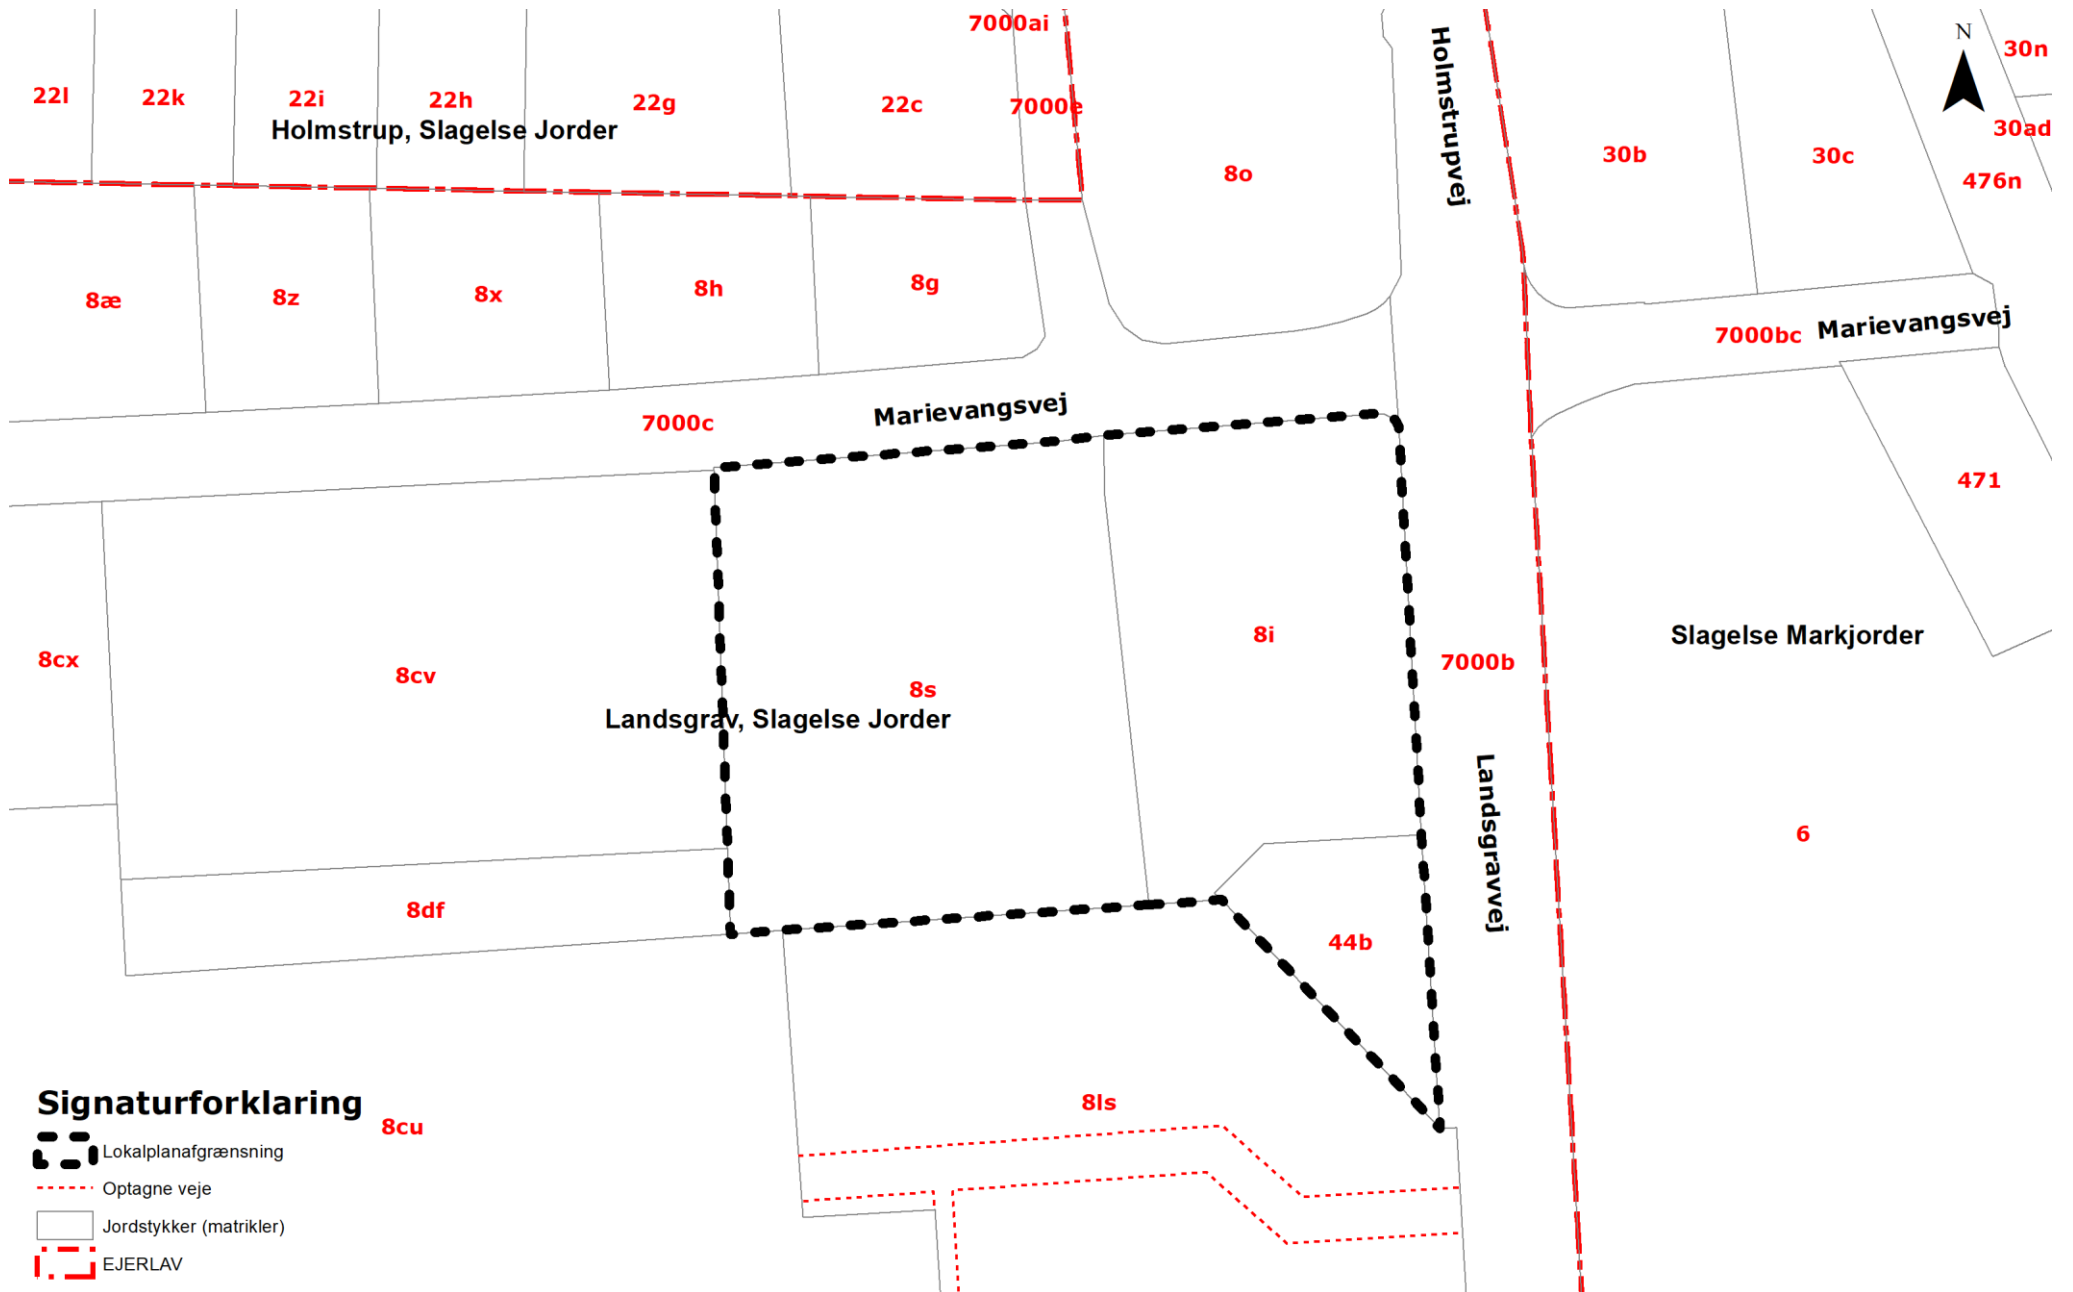 7000ai
Holmstrupvej
N
30n
22l
22k
22i
22h
22g
22c
7000e
30ad
Holmstrup, Slagelse Jorder
30b
30c
8o
476n
8æ
8z
8x
8h
8g
7000bc
Marievangsvej
7000c
Marievangsvej
471
8i
Slagelse Markjorder
8cx
8cv
8s
7000b
Landsgrav, Slagelse Jorder
Landsgravvej
6
8df
44b
8ls
8cu
Signaturforklaring
Lokalplanafgrænsning
Optagne veje
Jordstykker (matrikler)
EJERLAV